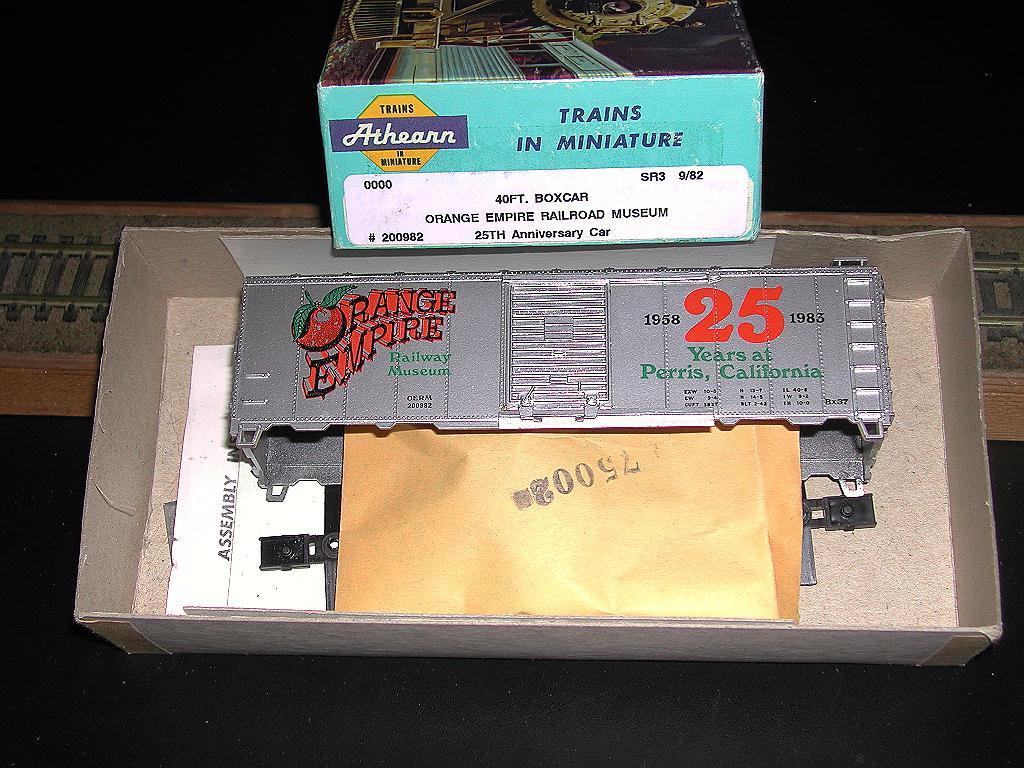 TRAINS
Athearn
IN
MINIATURE
TRAINS
IN MINIATURE
0000
SR3 9/82
40FT. BOXCAR
ORANGE EMPIRE RAILROAD MUSEUM
# 200982 25TH Anniversary Car
ORANGE
EMPIRE
Railway
Museum
OERM
200982
1958 25 1983
Years at
Perris, California
Bx37
ASSEMBLY
75002